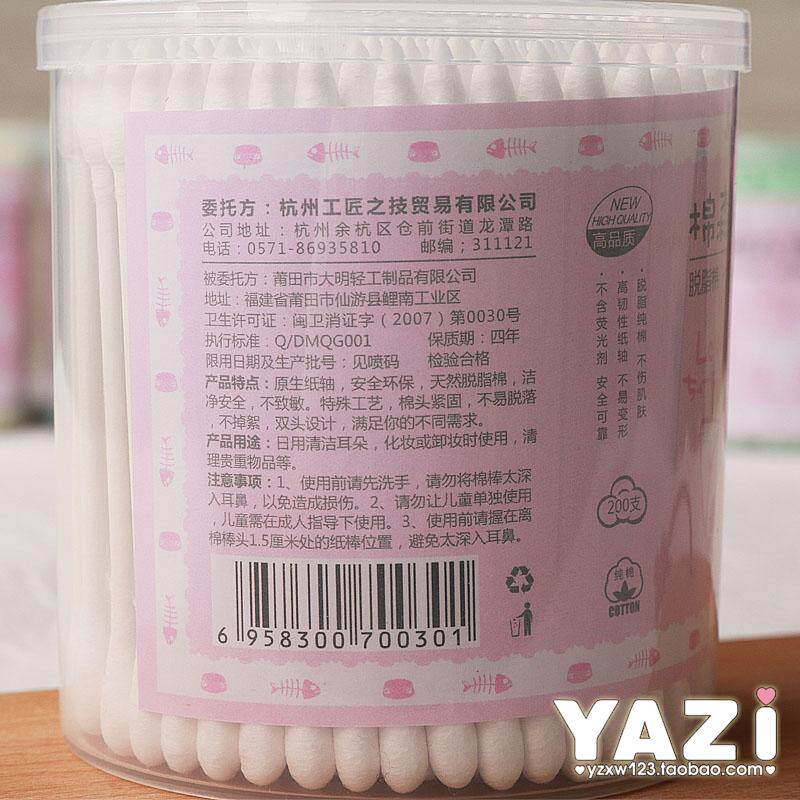 委托方：杭州工匠之技贸易有限公司
公司地址：杭州余杭区仓前街道龙潭路
电话：0571-86935810 邮编：311121
被委托方：莆田市大明轻工制品有限公司
地址：福建省莆田市仙游县鲤南工业区
卫生许可证：闽卫消证字（2007）第0030号
执行标准：Q/DMQG001 保质期：四年
限用日期及生产批号：见喷码 检验合格
产品特点：原生纸轴，安全环保，天然脱脂棉，洁
净安全，不致敏。特殊工艺，棉头紧固，不易脱落
，不掉絮，双头设计，满足你的不同需求。
产品用途：日用清洁耳朵，化妆或卸妆时使用，清
理贵重物品等。
注意事项：1、使用前请先洗手，请勿将棉棒太深
入耳鼻，以免造成损伤。2、请勿让儿童单独使用
，儿童需在成人指导下使用。3、使用前请握在离
棉棒头1.5厘米处的纸棒位置，避免太深入耳鼻。
6 958300 700301
NEW
HIGH QUALITY
高品质
脱脂纯棉 不伤肌肤
高韧性纸轴 不易变形
不含荧光剂 安全可靠
200支
纯棉
COTTON
棉
脱脂
YAZi
yzxw123.taobao.com